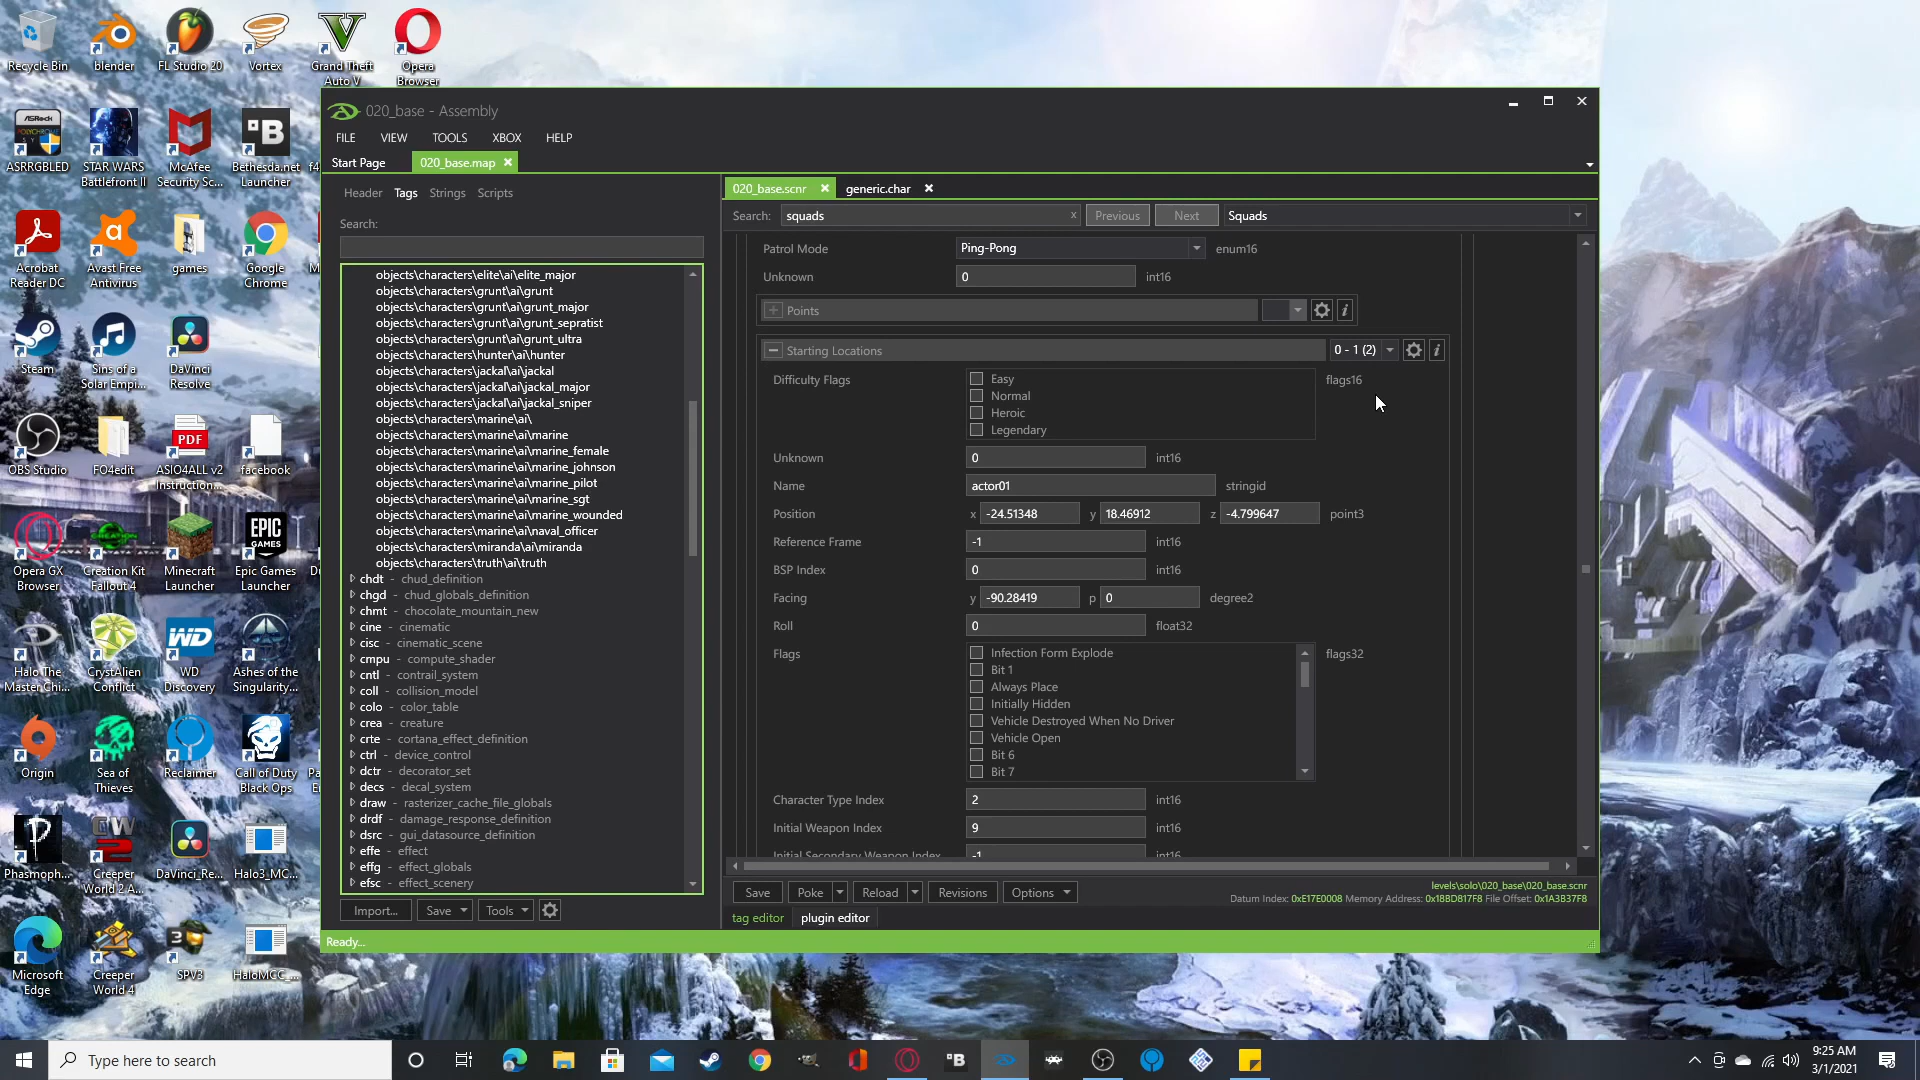 Recycle Bin
blender
FL Studio 20
Vortex
Grand Theft Auto V
Opera Browser
ASRRGBLED
STAR WARS Battlefront II
McAfee Security Sc...
Bethesda.net Launcher
f4
Acrobat Reader DC
Avast Free Antivirus
games
Google Chrome
M
Steam
Sins of a Solar Empi...
DaVinci Resolve
OBS Studio
FO4edit
PDF
ASIO4ALL v2 Instruction...
facebook
Opera GX Browser
Creation Kit Fallout 4
Minecraft Launcher
EPIC GAMES
Epic Games Launcher
Du
Halo The Master Chi...
CrystAlien Conflict
WD
WD Discovery
Ashes of the Singularity...
Origin
Sea of Thieves
Reclaimer
Call of Duty Black Ops
Pa
Phasmoph...
Creeper World 2 A...
DaVinci_Re...
Halo3_MC...
Microsoft Edge
Creeper World 4
SPV3
HaloMCC_...
020_base - Assembly
FILE VIEW TOOLS XBOX HELP
Start Page 020_base.map
Header Tags Strings Scripts
Search:
objects\characters\elite\ai\elite_major
objects\characters\grunt\ai\grunt
objects\characters\grunt\ai\grunt_major
objects\characters\grunt\ai\grunt_sepratist
objects\characters\grunt\ai\grunt_ultra
objects\characters\hunter\ai\hunter
objects\characters\jackal\ai\jackal
objects\characters\jackal\ai\jackal_major
objects\characters\jackal\ai\jackal_sniper
objects\characters\marine\ai\
objects\characters\marine\ai\marine
objects\characters\marine\ai\marine_female
objects\characters\marine\ai\marine_johnson
objects\characters\marine\ai\marine_pilot
objects\characters\marine\ai\marine_sgt
objects\characters\marine\ai\marine_wounded
objects\characters\marine\ai\naval_officer
objects\characters\miranda\ai\miranda
objects\characters\truth\ai\truth
chdt - chud_definition
chgd - chud_globals_definition
chmt - chocolate_mountain_new
cine - cinematic
cisc - cinematic_scene
cmpu - compute_shader
cntl - contrail_system
coll - collision_model
colo - color_table
crea - creature
crte - cortana_effect_definition
ctrl - device_control
dctr - decorator_set
decs - decal_system
draw - rasterizer_cache_file_globals
drdf - damage_response_definition
dsrc - gui_datasource_definition
effe - effect
effg - effect_globals
efsc - effect_scenery
Import... Save Tools
020_base.scnr generic.char
Search: squads x Previous Next Squads
Patrol Mode Ping-Pong enum16
Unknown 0 int16
Points
Starting Locations 0 - 1 (2)
Difficulty Flags Easy flags16
Normal
Heroic
Legendary
Unknown 0 int16
Name actor01 stringid
Position x -24.51348 y 18.46912 z -4.799647 point3
Reference Frame -1 int16
BSP Index 0 int16
Facing y -90.28419 p 0 degree2
Roll 0 float32
Flags Infection Form Explode flags32
Bit 1
Always Place
Initially Hidden
Vehicle Destroyed When No Driver
Vehicle Open
Bit 6
Bit 7
Character Type Index 2 int16
Initial Weapon Index 9 int16
Initial Secondary Weapon Index -1 int16
Save Poke Reload Revisions Options
levels\solo\020_base\020_base.scnr
Datum Index: 0xE17E0008 Memory Address: 0x18BD817F8 File Offset: 0x1A3B37F8
tag editor plugin editor
Ready...
Type here to search
9:25 AM
3/1/2021